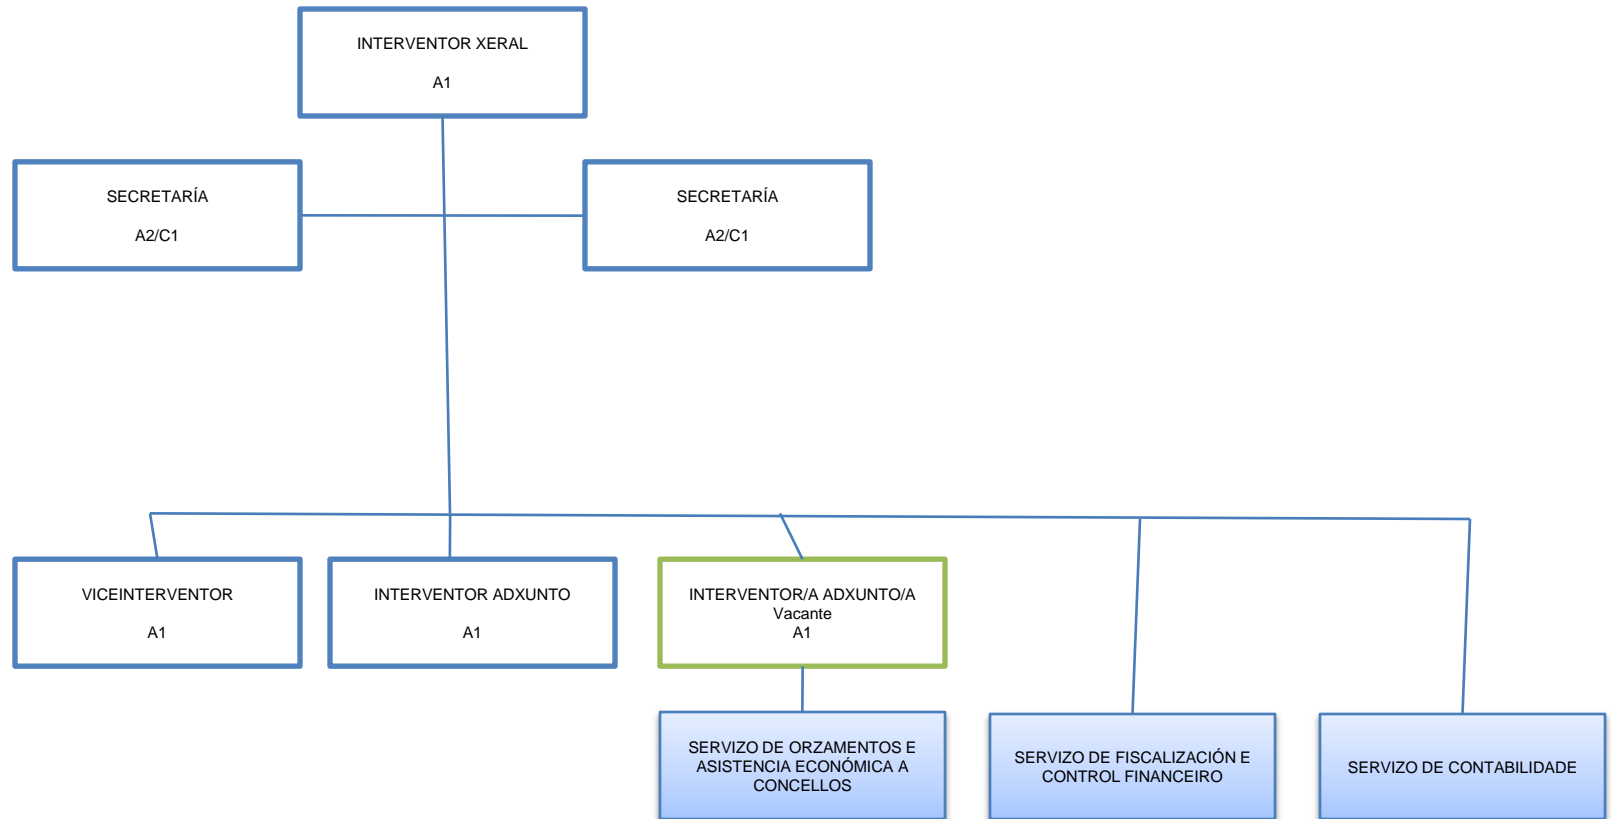 INTERVENTOR XERAL
A1
SECRETARÍA
A2/C1
SECRETARÍA
A2/C1
VICEINTERVENTOR
A1
INTERVENTOR ADXUNTO
A1
INTERVENTOR/A ADXUNTO/A
Vacante
A1
SERVIZO DE ORZAMENTOS E
ASISTENCIA ECONÓMICA A
CONCELLOS
SERVIZO DE FISCALIZACIÓN E
CONTROL FINANCEIRO
SERVIZO DE CONTABILIDADE